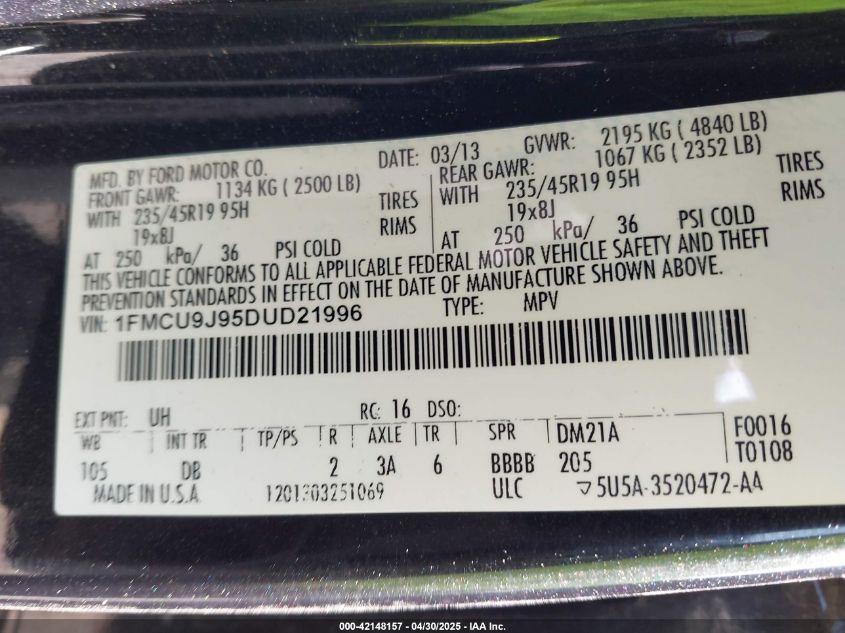 MFD. BY FORD MOTOR CO. DATE: 03/13 GVWR: 2195 KG ( 4840 LB)
FRONT GAWR: 1134 KG ( 2500 LB) REAR GAWR: 1067 KG ( 2352 LB)
WITH 235/45R19 95H TIRES WITH 235/45R19 95H TIRES
19x8J RIMS 19x8J RIMS
AT 250 kPa/ 36 PSI COLD AT 250 kPa/ 36 PSI COLD
THIS VEHICLE CONFORMS TO ALL APPLICABLE FEDERAL MOTOR VEHICLE SAFETY AND THEFT
PREVENTION STANDARDS IN EFFECT ON THE DATE OF MANUFACTURE SHOWN ABOVE.
VIN: 1FMCU9J95DUD21996 TYPE: MPV
EXT PNT: UH RC: 16 DSO:
WB INT TR TP/PS R AXLE TR SPR DM21A F0016
105 DB 2 3A 6 BBBB 205 T0108
MADE IN U.S.A. 1201303251069 ULC 5U5A-3520472-AA
000-42148157 - 04/30/2025 - IAA Inc.